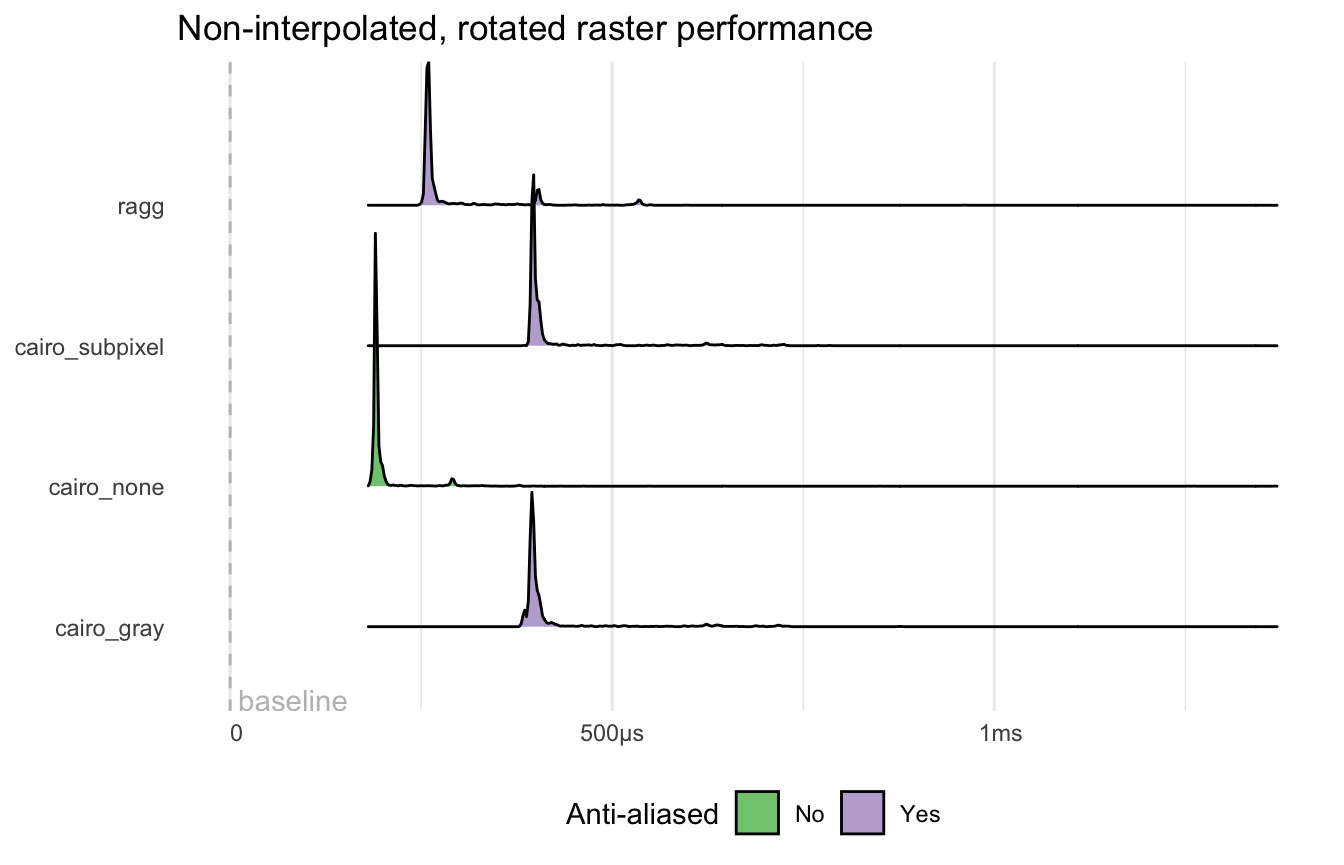 Non-interpolated, rotated raster performance
ragg
cairo_subpixel
cairo_none
cairo_gray
baseline
0 500µs 1ms
Anti-aliased No Yes